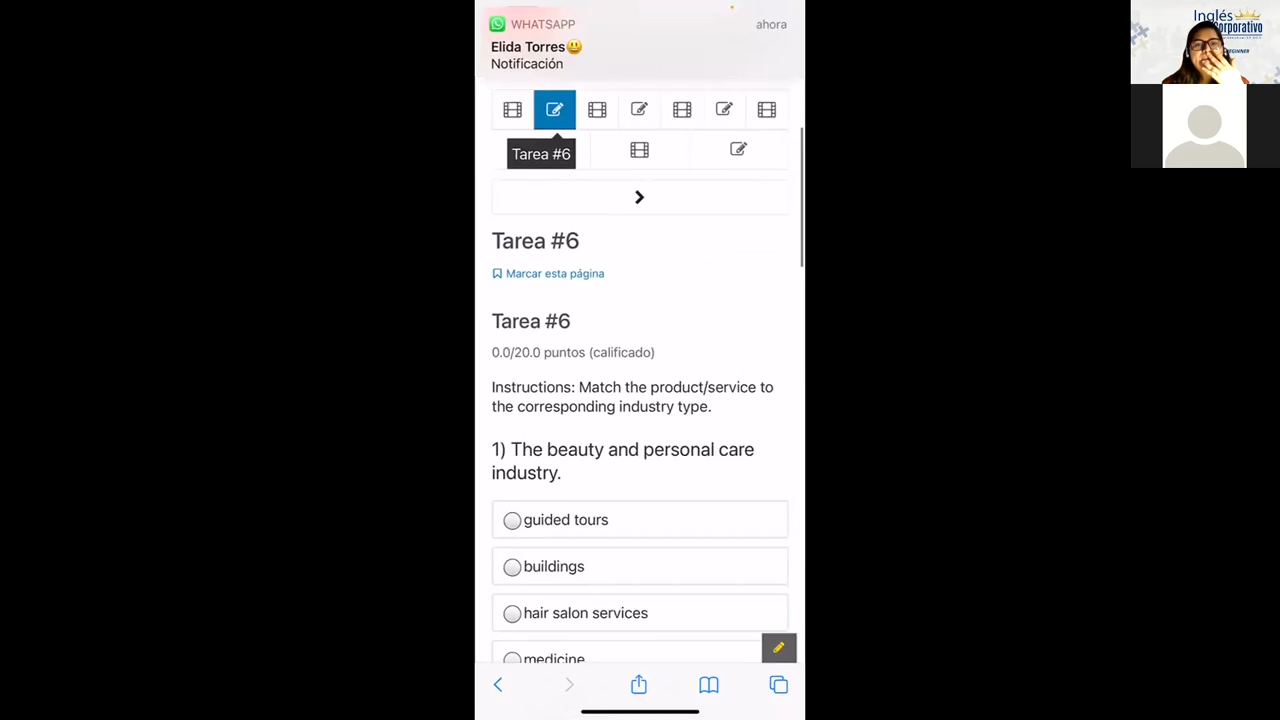 WHATSAPP
ahora
Elida Torres😃
Notificación
Tarea #6
Tarea #6
Marcar esta página
Tarea #6
0.0/20.0 puntos (calificado)
Instructions: Match the product/service to
the corresponding industry type.
1) The beauty and personal care
industry.
guided tours
buildings
hair salon services
medicine
Inglés
Corporativo
BEGINNER